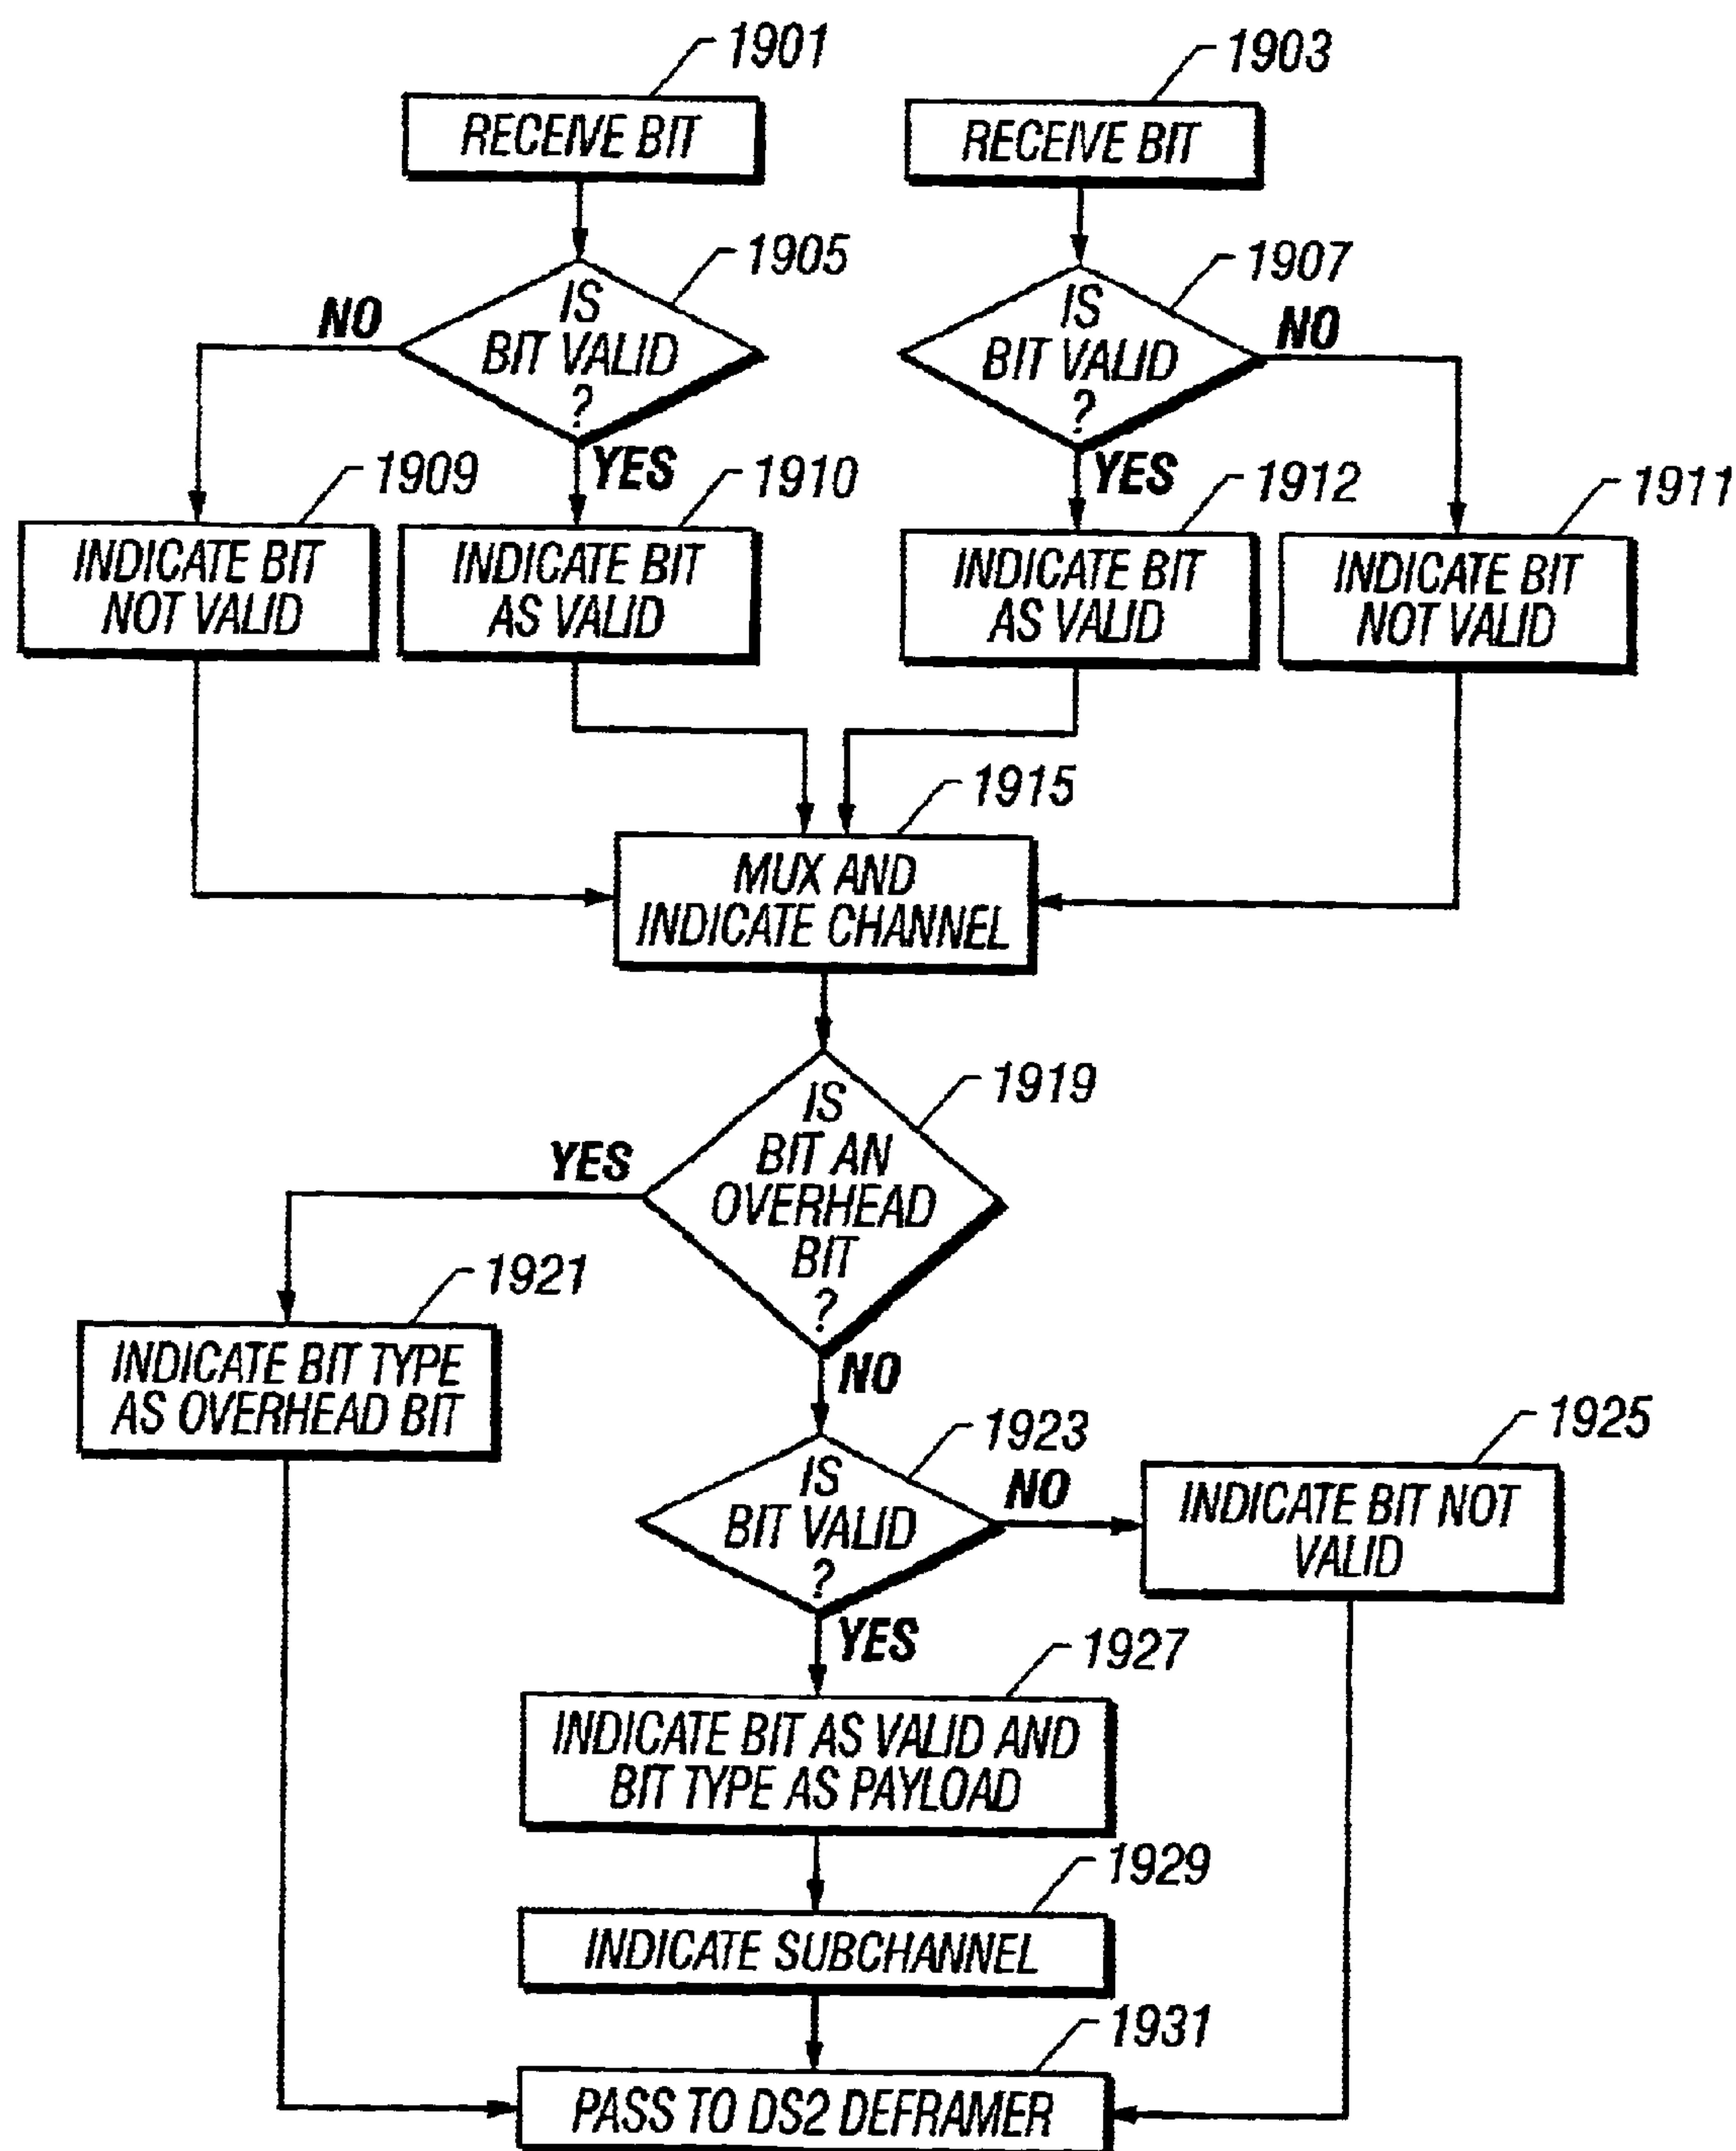 1901
1903
RECEIVE BIT
RECEIVE BIT
1905
1907
IS
BIT VALID
?
IS
BIT VALID
?
NO
NO
YES
YES
1909
1910
1912
1911
INDICATE BIT
NOT VALID
INDICATE BIT
AS VALID
INDICATE BIT
AS VALID
INDICATE BIT
NOT VALID
1915
MUX AND
INDICATE CHANNEL
1919
IS
BIT AN
OVERHEAD
BIT
?
YES
NO
1921
INDICATE BIT TYPE
AS OVERHEAD BIT
1923
IS
BIT VALID
?
NO
YES
1925
INDICATE BIT NOT
VALID
1927
INDICATE BIT AS VALID AND
BIT TYPE AS PAYLOAD
1929
INDICATE SUBCHANNEL
1931
PASS TO DS2 DEFRAMER